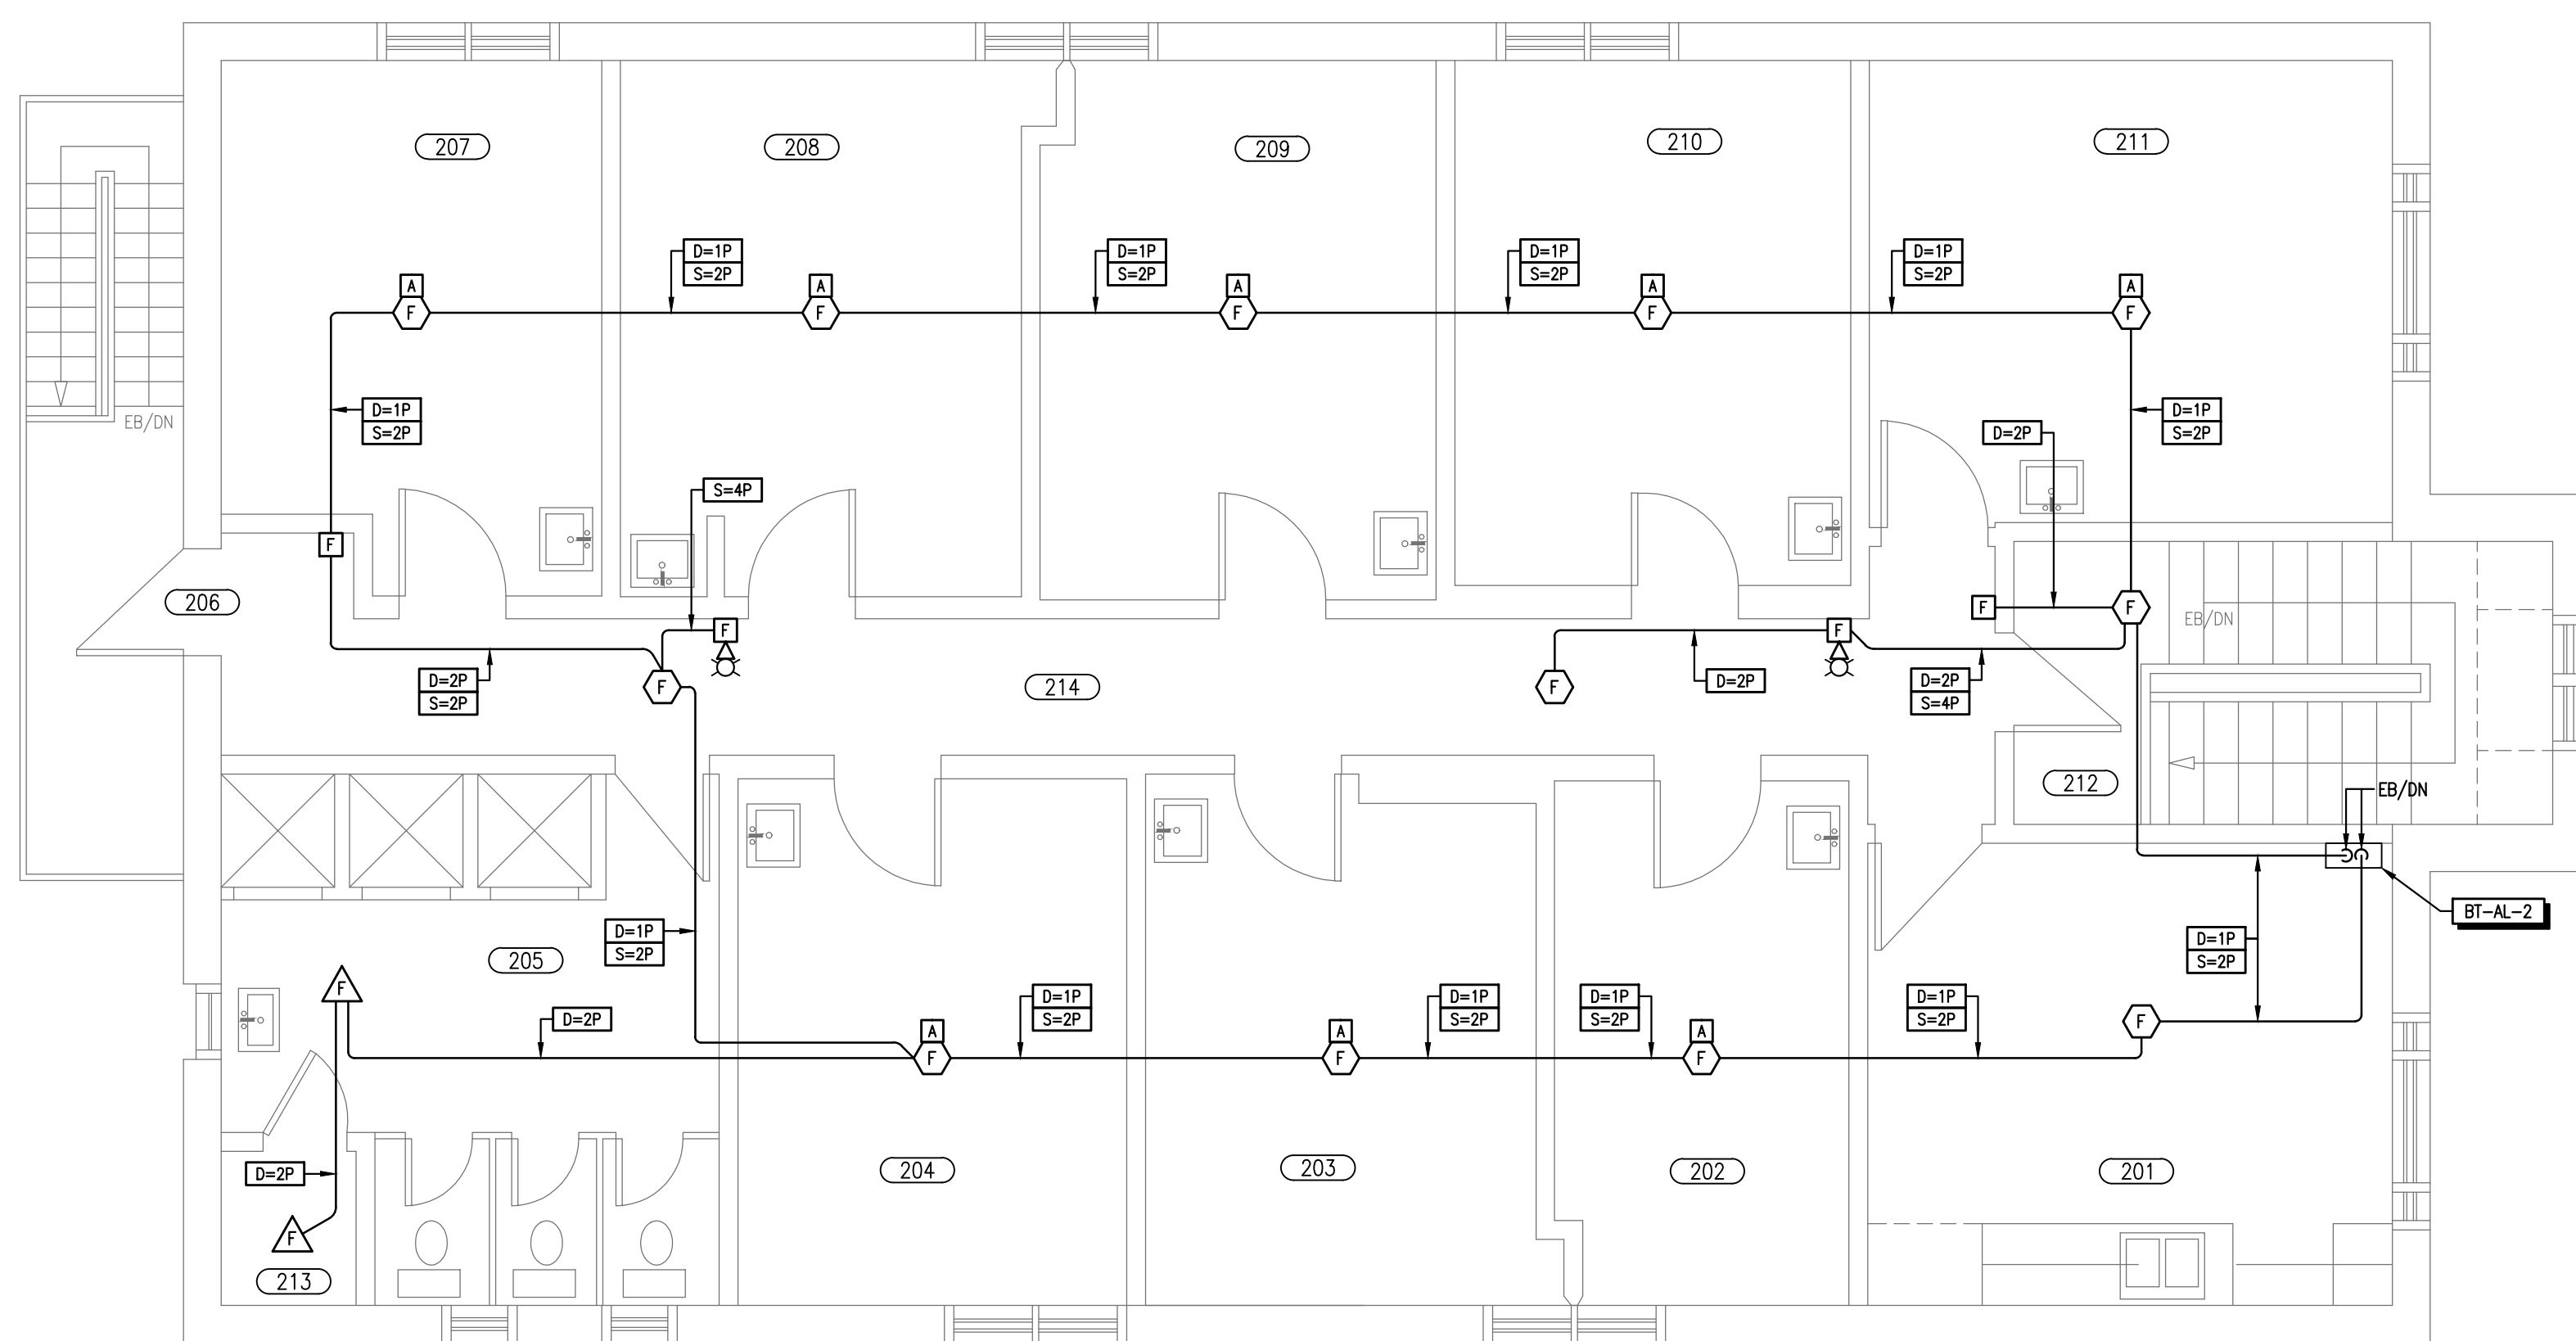 207
208
209
210
211
D=1P
S=2P
D=1P
S=2P
D=1P
S=2P
D=1P
S=2P
A
F
A
F
A
F
A
F
A
F
D=1P
S=2P
D=1P
S=2P
EB/DN
D=2P
S=4P
F
206
F
F
EB/DN
F
F
D=2P
S=2P
F
214
F
D=2P
D=2P
S=4P
212
EB/DN
BT-AL-2
D=1P
S=2P
D=1P
S=2P
205
F
D=2P
D=1P
S=2P
D=1P
S=2P
D=1P
S=2P
D=1P
S=2P
A
F
A
F
A
F
F
D=2P
204
203
202
201
F
213